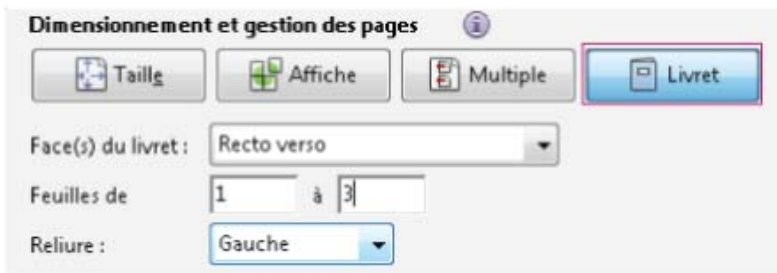 Dimensionnement et gestion des pages
Taille Affiche Multiple Livret
Face(s) du livret : Recto verso
Feuilles de 1 à 3
Reliure : Gauche